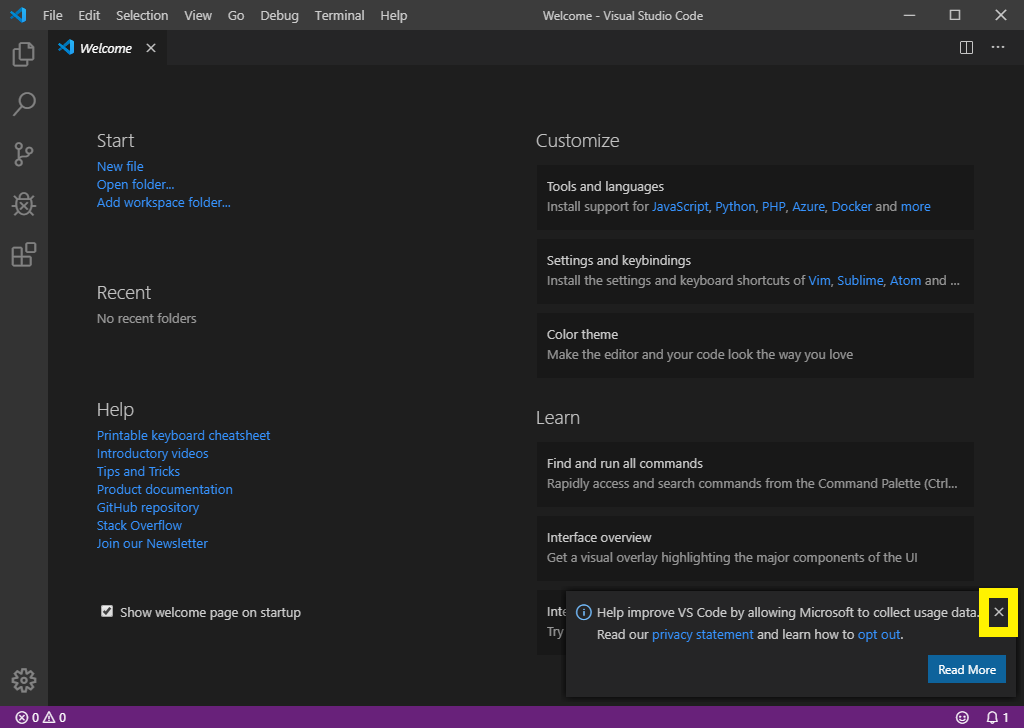 File Edit Selection View Go Debug Terminal Help Welcome - Visual Studio Code
Welcome
Start
New file
Open folder...
Add workspace folder...
Recent
No recent folders
Help
Printable keyboard cheatsheet
Introductory videos
Tips and Tricks
Product documentation
GitHub repository
Stack Overflow
Join our Newsletter
Show welcome page on startup
Customize
Tools and languages
Install support for JavaScript, Python, PHP, Azure, Docker and more
Settings and keybindings
Install the settings and keyboard shortcuts of Vim, Sublime, Atom and ...
Color theme
Make the editor and your code look the way you love
Learn
Find and run all commands
Rapidly access and search commands from the Command Palette (Ctrl...
Interface overview
Get a visual overlay highlighting the major components of the UI
Inte
Try
Help improve VS Code by allowing Microsoft to collect usage data.
Read our privacy statement and learn how to opt out.
Read More
0 0 1